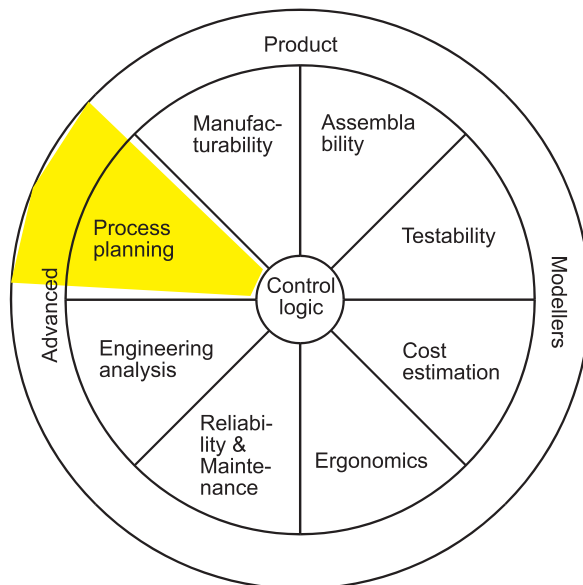 Product
Manufac-
turability
Assembla
bility
Process
planning
Testability
Control
logic
Advanced
Modellers
Engineering
analysis
Cost
estimation
Reliabi-
lity &
Mainte-
nance
Ergonomics